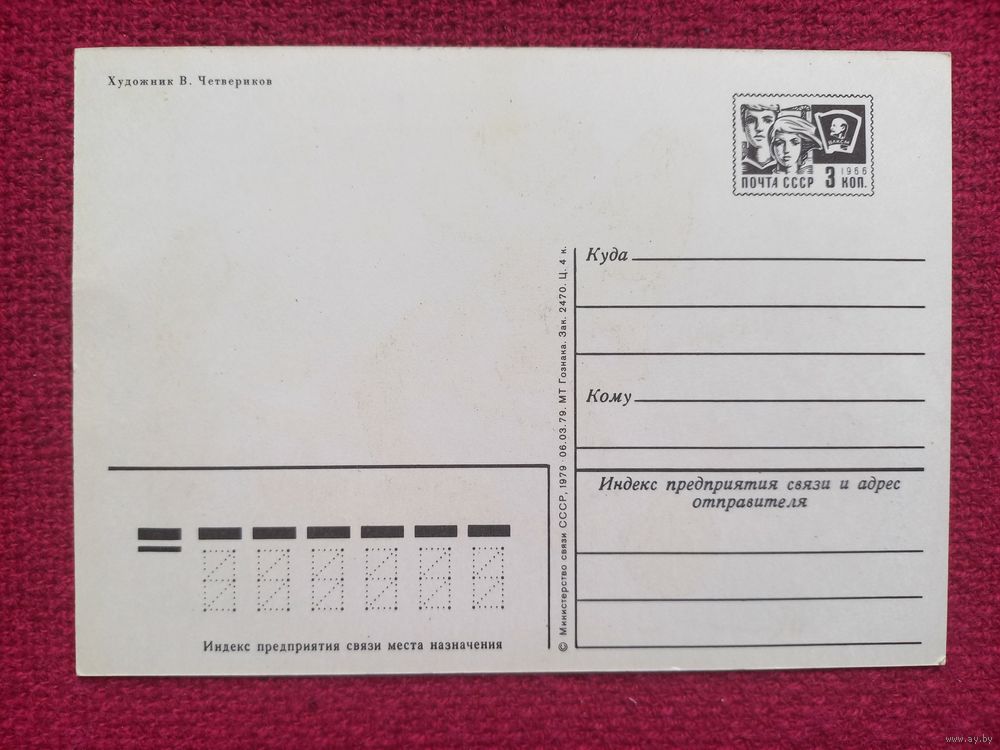 Художник В. Четвериков
ПОЧТА СССР 3 КОП.
1966
ВЛКСМ
Куда
Кому
Индекс предприятия связи и адрес
отправителя
© Министерство связи СССР, 1979 · 06.03.79. МТ Гознака. Зак. 2470. Ц. 4 к.
Индекс предприятия связи места назначения
www.ay.by